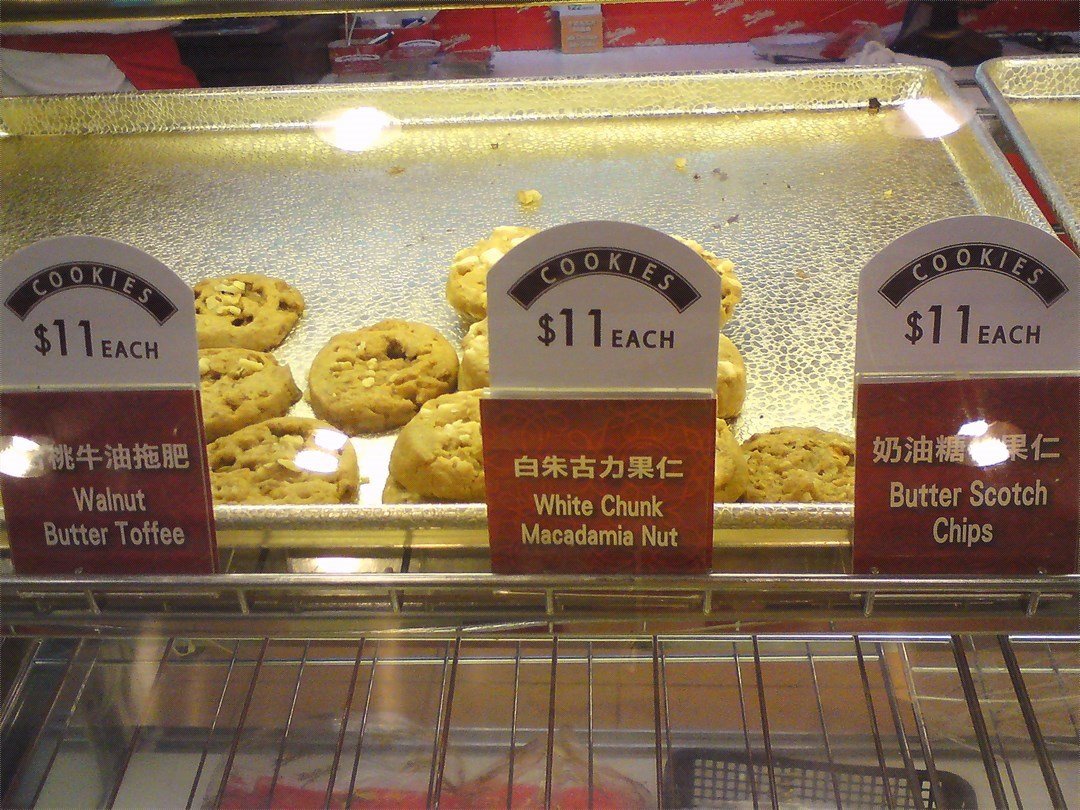 COOKIES
$11 EACH
桃牛油拖肥
Walnut
Butter Toffee
COOKIES
$11 EACH
白朱古力果仁
White Chunk
Macadamia Nut
COOKIES
$11 EACH
奶油糖果仁
Butter Scotch
Chips